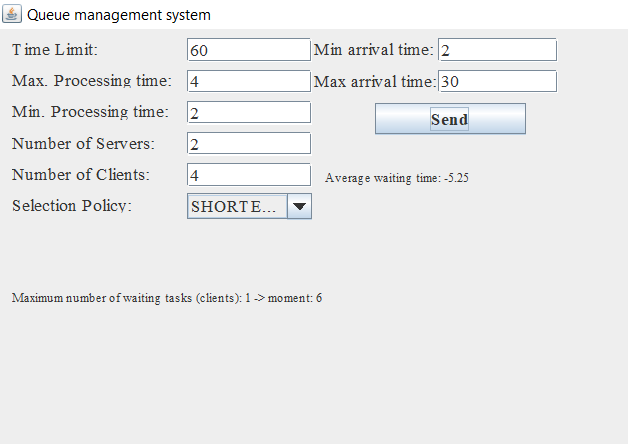 Queue management system
Time Limit: 60 Min arrival time: 2
Max. Processing time: 4 Max arrival time: 30
Min. Processing time: 2
Send
Number of Servers: 2
Number of Clients: 4 Average waiting time: -5.25
Selection Policy: SHORTE...
Maximum number of waiting tasks (clients): 1 -> moment: 6